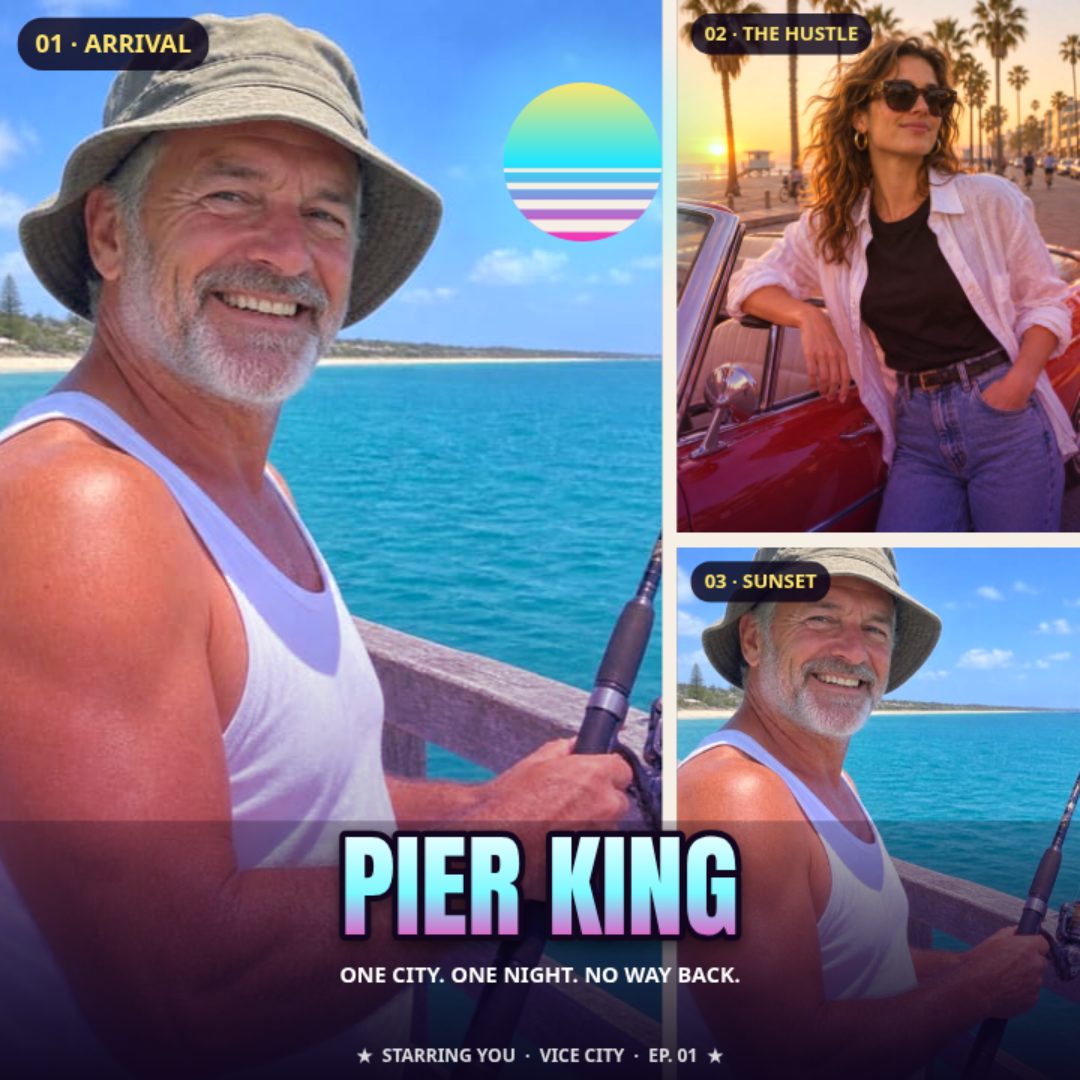 01 · ARRIVAL
02 · THE HUSTLE
03 · SUNSET
PIER KING
ONE CITY. ONE NIGHT. NO WAY BACK.
★ STARRING YOU · VICE CITY · EP. 01 ★